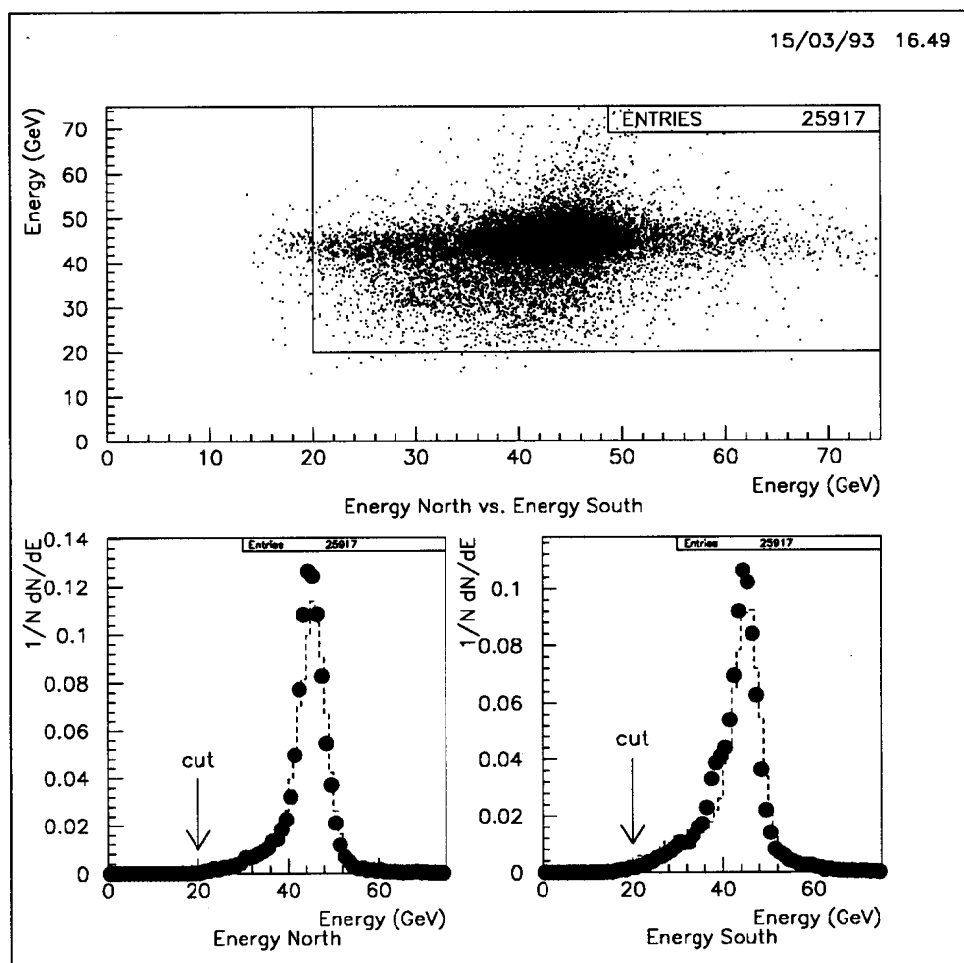 15/03/93 16.49
Energy (GeV)
ENTRIES 25917
70
60
50
40
30
20
10
0
0 10 20 30 40 50 60 70
Energy (GeV)
Energy North vs. Energy South
1/N dN/dE
Entries 25917
0.14
0.12
0.1
0.08
0.06
0.04
0.02
0
cut
0 20 40 60
Energy (GeV)
Energy North
1/N dN/dE
Entries 25917
0.1
0.08
0.06
0.04
0.02
0
cut
0 20 40 60
Energy (GeV)
Energy South